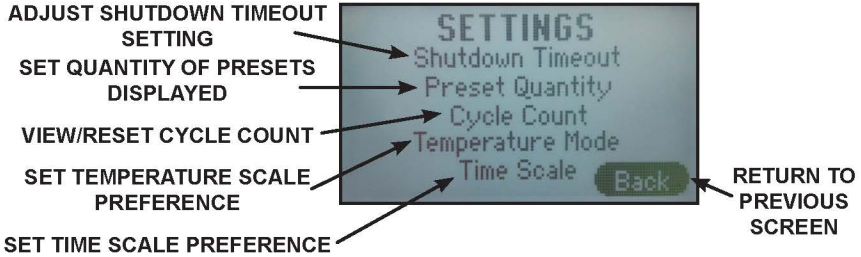 ADJUST SHUTDOWN TIMEOUT
SETTING
SET QUANTITY OF PRESETS
DISPLAYED
VIEW/RESET CYCLE COUNT
SET TEMPERATURE SCALE
PREFERENCE
SET TIME SCALE PREFERENCE
SETTINGS
Shutdown Timeout
Preset Quantity
Cycle Count
Temperature Mode
Time Scale
Back
RETURN TO
PREVIOUS
SCREEN